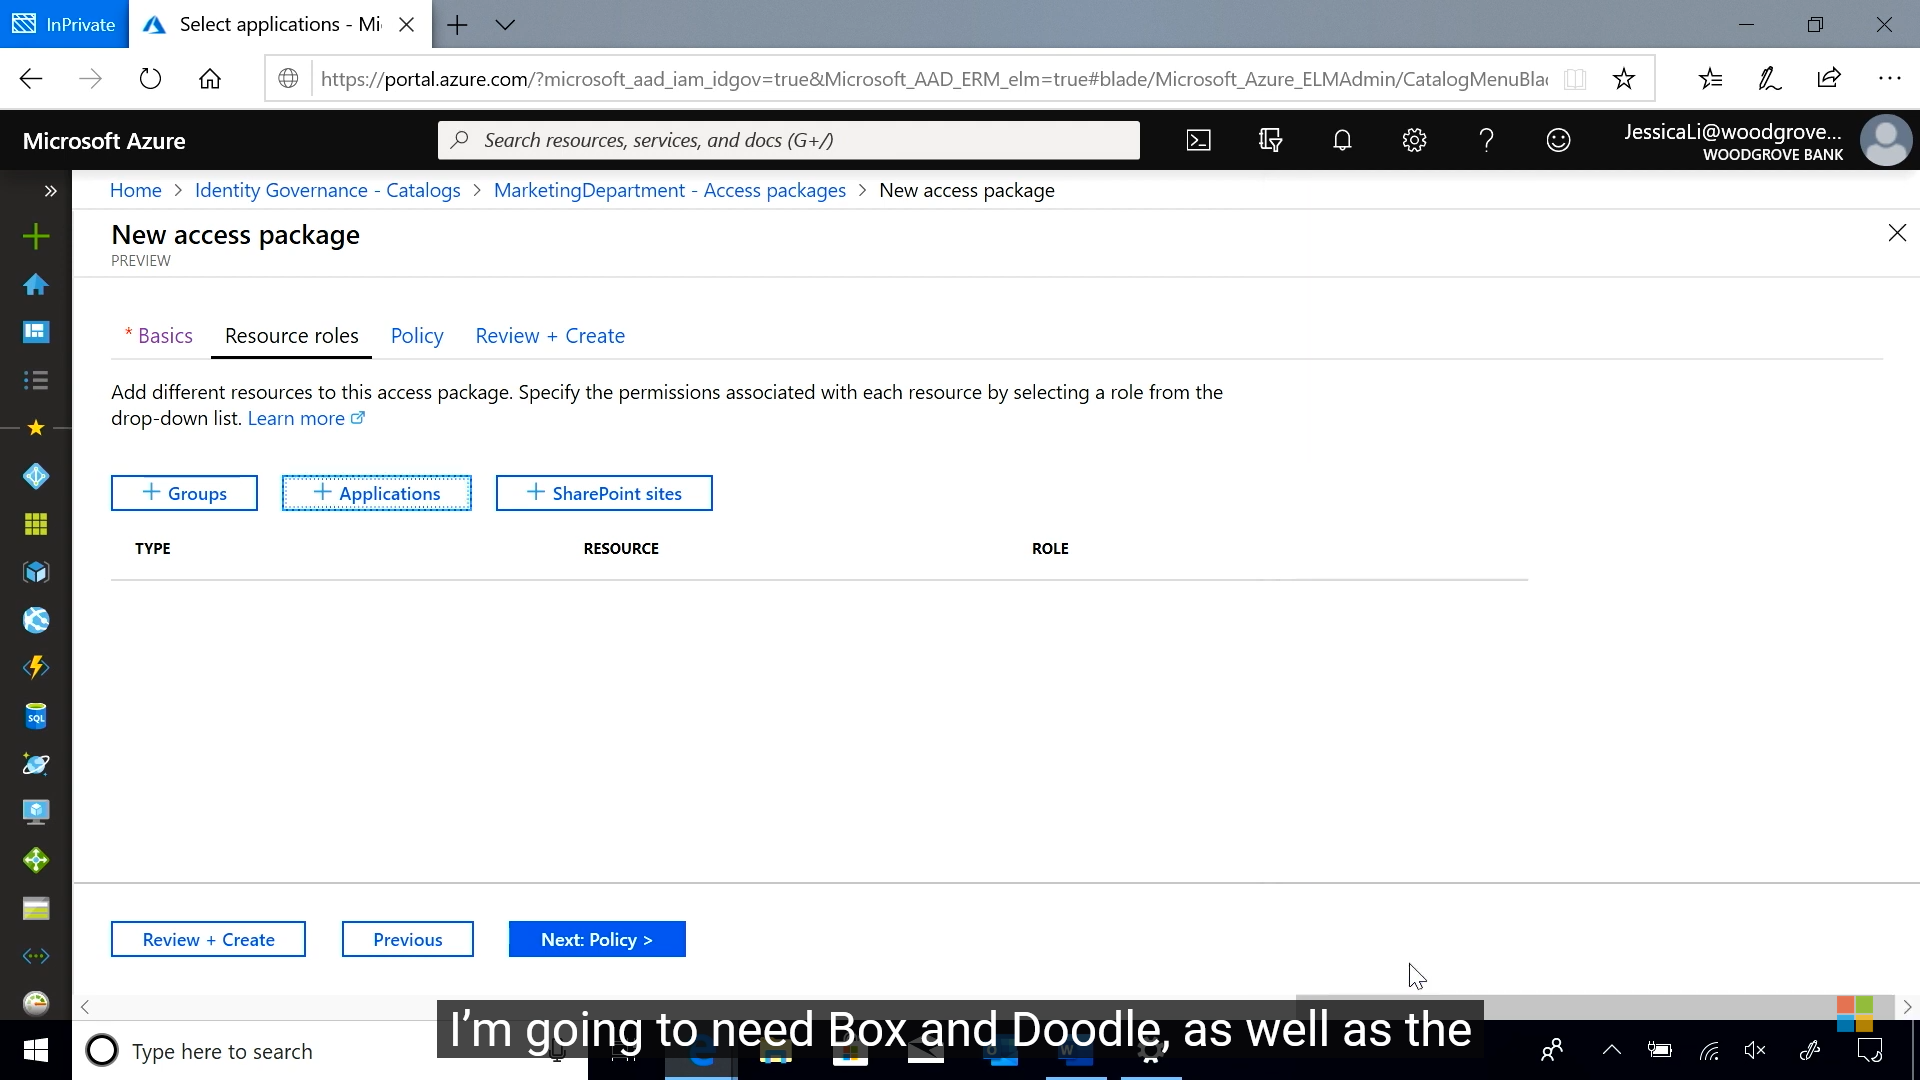 InPrivate
Select applications - Mi
https://portal.azure.com/?microsoft_aad_iam_idgov=true&Microsoft_AAD_ERM_elm=true#blade/Microsoft_Azure_ELMAdmin/CatalogMenuBlad
Microsoft Azure
Search resources, services, and docs (G+/)
JessicaLi@woodgrove...
WOODGROVE BANK
Home > Identity Governance - Catalogs > MarketingDepartment - Access packages > New access package
New access package
PREVIEW
* Basics Resource roles Policy Review + Create
Add different resources to this access package. Specify the permissions associated with each resource by selecting a role from the
drop-down list. Learn more
+ Groups + Applications + SharePoint sites
TYPE RESOURCE ROLE
SQL
Review + Create Previous Next: Policy >
I'm going to need Box and Doodle, as well as the
Type here to search